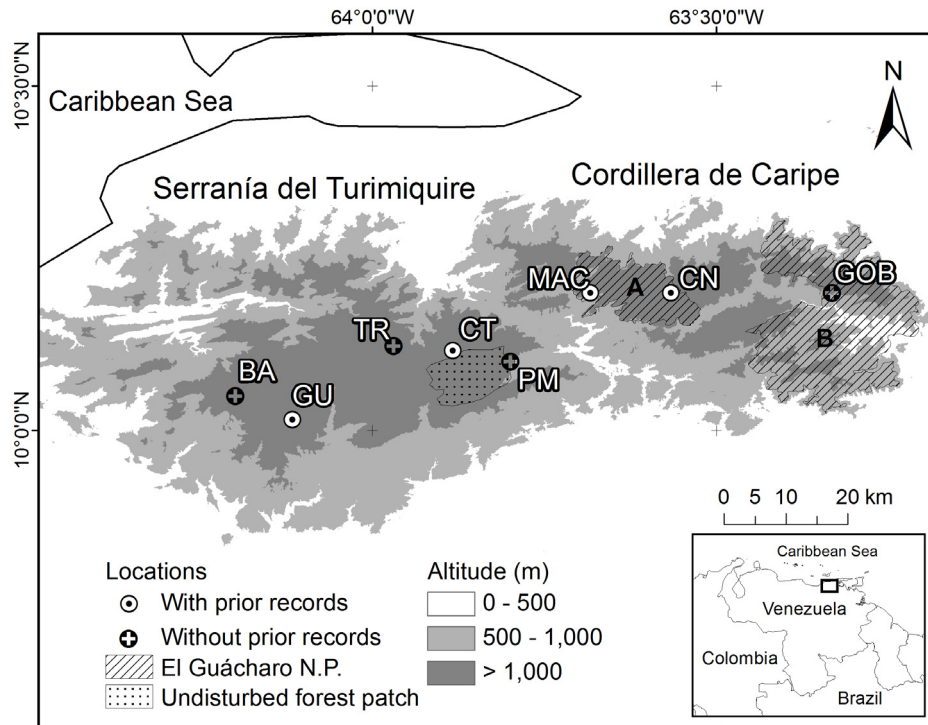 64°0'0"W
63°30'0"W
10°30'0"N
10°0'0"N
N
Caribbean Sea
Serranía del Turimiquire
Cordillera de Caripe
MAC
A
CN
GOB
TR
CT
B
BA
PM
GU
0 5 10 20 km
Locations
With prior records
Without prior records
El Guácharo N.P.
Undisturbed forest patch
Altitude (m)
0 - 500
500 - 1,000
> 1,000
Caribbean Sea
Venezuela
Colombia
Brazil